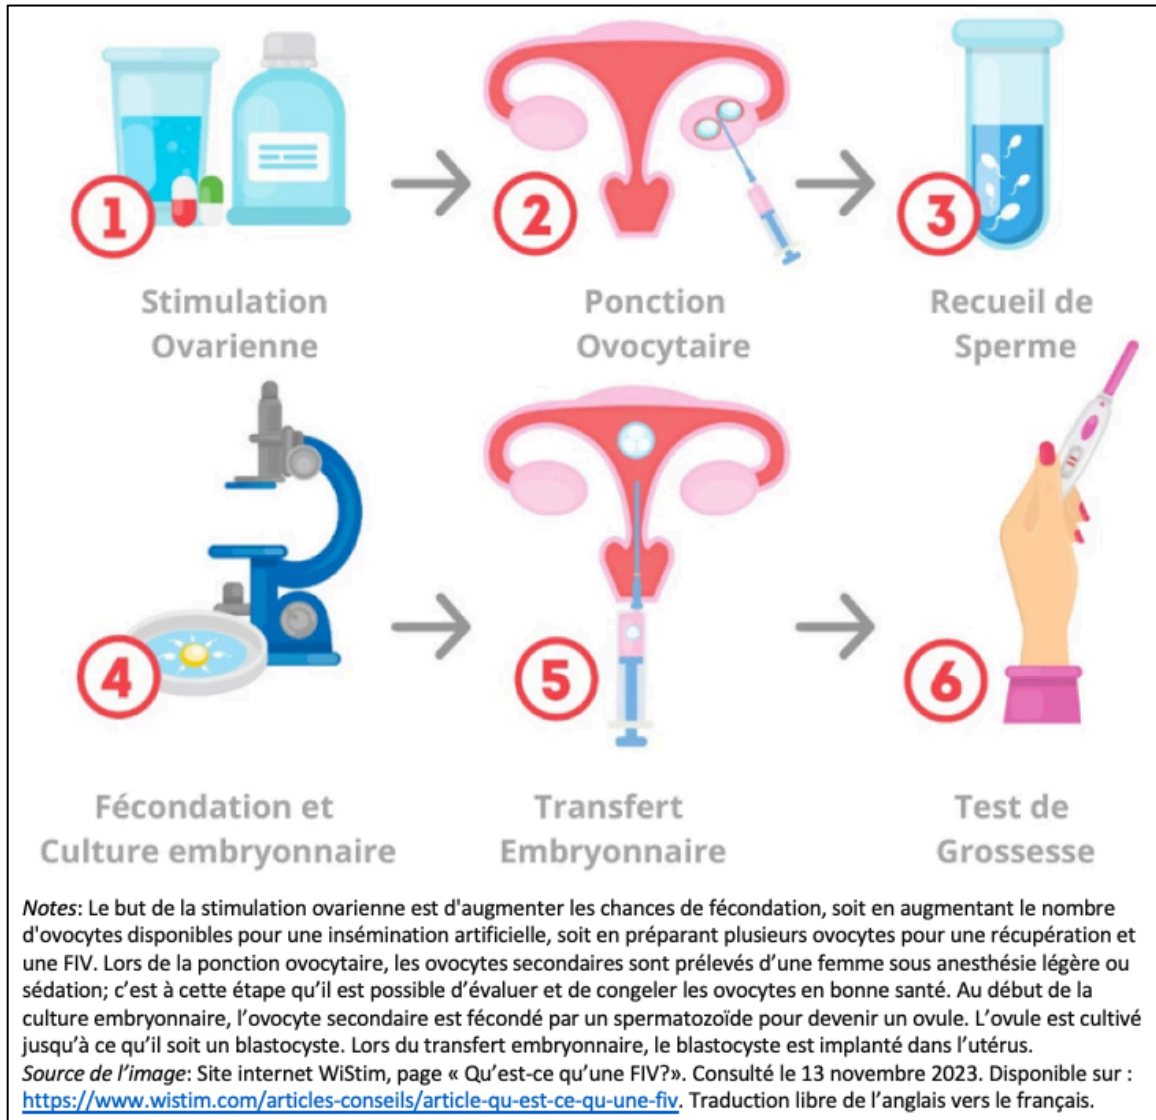 1
Stimulation
Ovarienne
2
Ponction
Ovocytaire
3
Recueil de
Sperme
4
Fécondation et
Culture embryonnaire
5
Transfert
Embryonnaire
6
Test de
Grossesse
Notes: Le but de la stimulation ovarienne est d'augmenter les chances de fécondation, soit en augmentant le nombre
d'ovocytes disponibles pour une insémination artificielle, soit en préparant plusieurs ovocytes pour une récupération et
une FIV. Lors de la ponction ovocytaire, les ovocytes secondaires sont prélevés d’une femme sous anesthésie légère ou
sédation; c’est à cette étape qu’il est possible d’évaluer et de congeler les ovocytes en bonne santé. Au début de la
culture embryonnaire, l’ovocyte secondaire est fécondé par un spermatozoïde pour devenir un ovule. L’ovule est cultivé
jusqu’à ce qu’il soit un blastocyste. Lors du transfert embryonnaire, le blastocyste est implanté dans l’utérus.
Source de l’image: Site internet WiStim, page « Qu’est-ce qu’une FIV?». Consulté le 13 novembre 2023. Disponible sur :
https://www.wistim.com/articles-conseils/article-qu-est-ce-qu-une-fiv. Traduction libre de l’anglais vers le français.